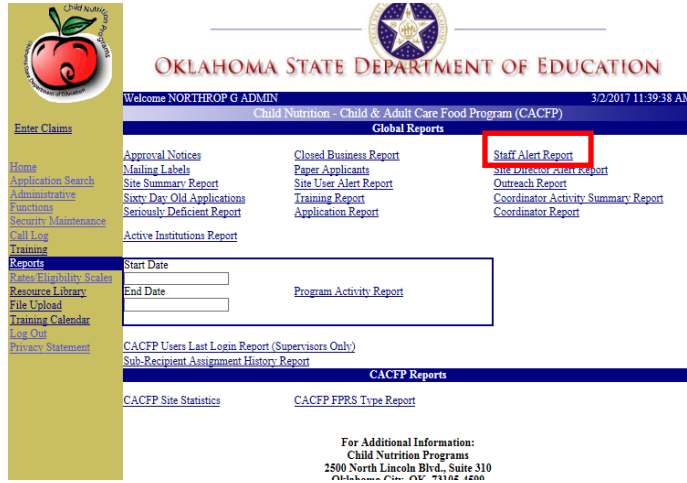 Child Nutrition Programs
Oklahoma State Department of Education
OKLAHOMA STATE DEPARTMENT OF EDUCATION
Welcome NORTHROP G ADMIN 3/2/2017 11:39:38 AM
Child Nutrition - Child & Adult Care Food Program (CACFP)
Global Reports
Enter Claims
Home
Application Search
Administrative
Functions
Security Maintenance
Call Log
Training
Reports
Rates/Eligibility Scales
Resource Library
File Upload
Training Calendar
Log Out
Privacy Statement
Approval Notices Closed Business Report Staff Alert Report
Mailing Labels Paper Applicants Site Director Alert Report
Site Summary Report Site User Alert Report Outreach Report
Sixty Day Old Applications Training Report Coordinator Activity Summary Report
Seriously Deficient Report Application Report Coordinator Report
Active Institutions Report
Start Date
End Date Program Activity Report
CACFP Users Last Login Report (Supervisors Only)
Sub-Recipient Assignment History Report
CACFP Reports
CACFP Site Statistics CACFP FPRS Type Report
For Additional Information:
Child Nutrition Programs
2500 North Lincoln Blvd., Suite 310
Oklahoma City, OK 73105-4599